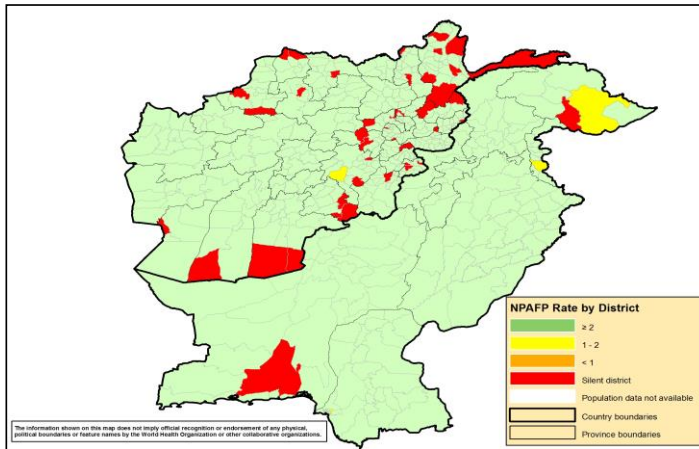 NPAFP Rate by District
≥ 2
1 - 2
< 1
Silent district
Population data not available
Country boundaries
Province boundaries
The information shown on this map does not imply official recognition or endorsement of any physical,
political boundaries or feature names by the World Health Organization or other collaborative organizations.